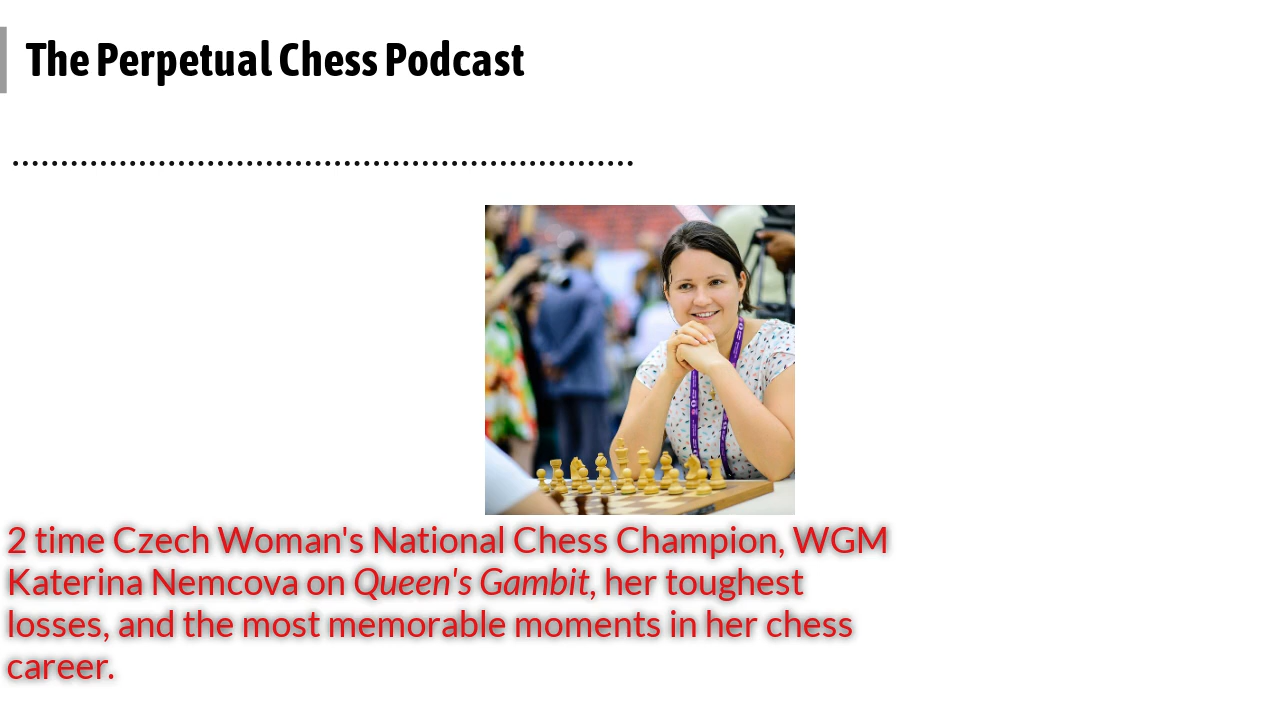 The Perpetual Chess Podcast
................................................................
2 time Czech Woman's National Chess Champion, WGM
Katerina Nemcova on Queen's Gambit, her toughest
losses, and the most memorable moments in her chess
career.